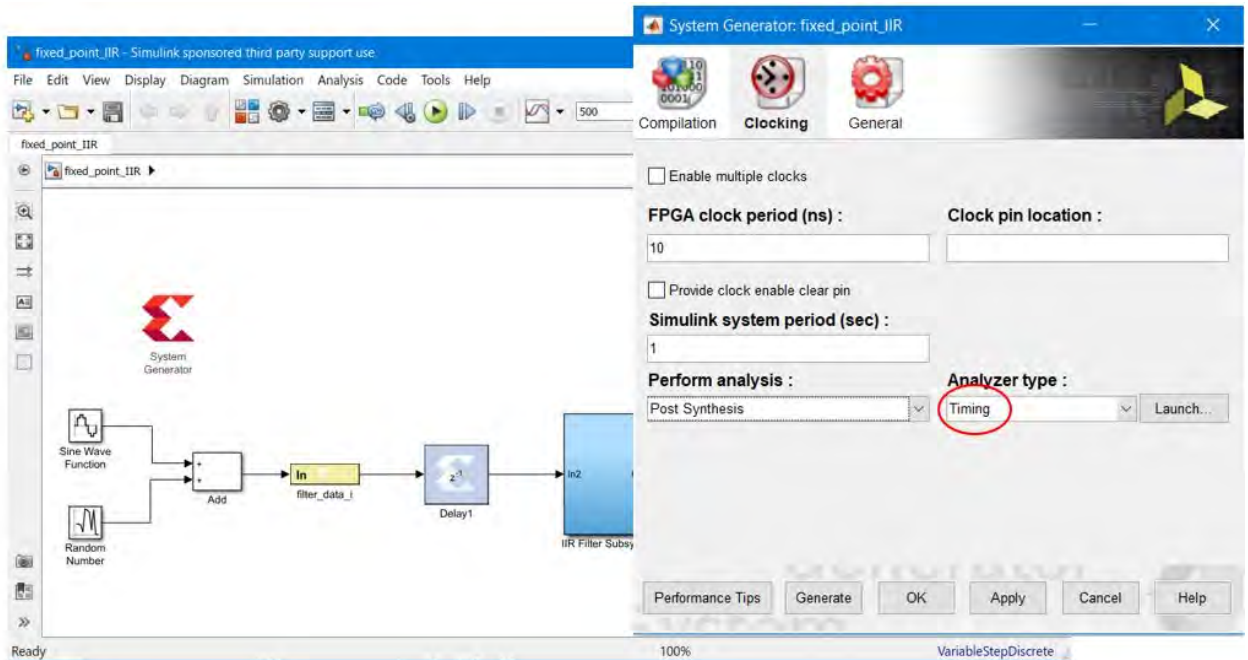 fixed_point_IIR - Simulink sponsored third party support use
File Edit View Display Diagram Simulation Analysis Code Tools Help
500
fixed_point_IIR
fixed_point_IIR
System
Generator
Sine Wave
Function
Random
Number
+
+
Add
In
filter_data_i
z-1
Delay1
In2
IIR Filter Subsy
Ready
System Generator: fixed_point_IIR
Compilation Clocking General
Enable multiple clocks
FPGA clock period (ns) : Clock pin location :
10
Provide clock enable clear pin
Simulink system period (sec) :
1
Perform analysis : Analyzer type :
Post Synthesis Timing Launch...
Performance Tips Generate OK Apply Cancel Help
100% VariableStepDiscrete